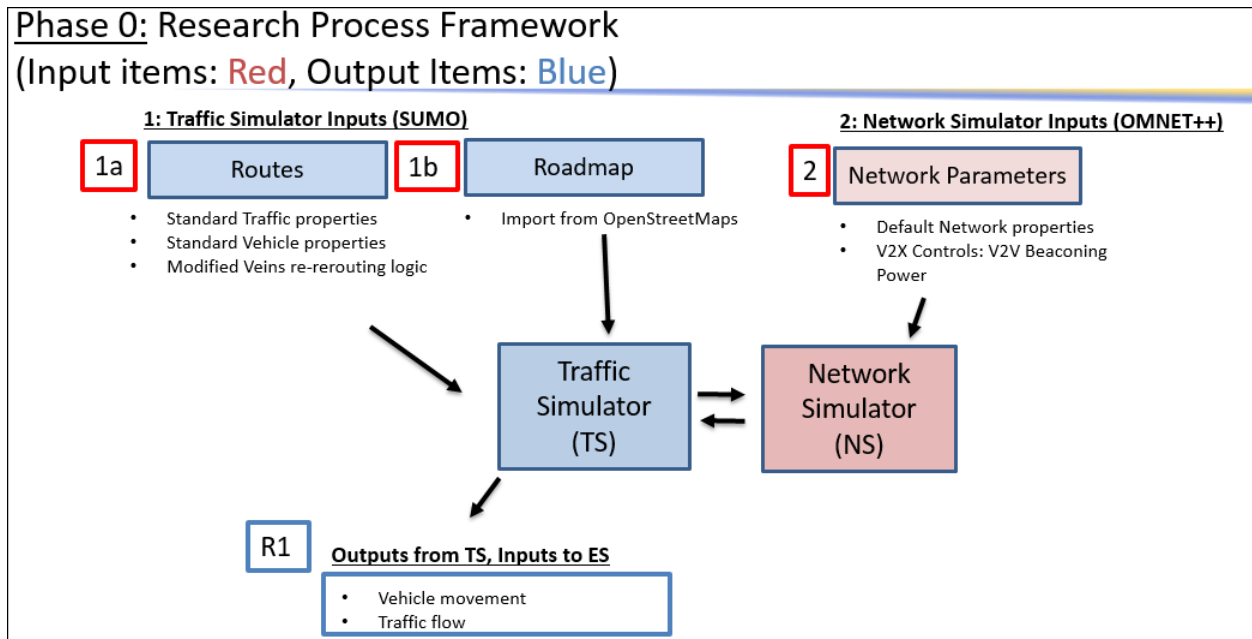 Phase 0: Research Process Framework
(Input items: Red, Output Items: Blue)
1: Traffic Simulator Inputs (SUMO)
1a
Routes
• Standard Traffic properties
• Standard Vehicle properties
• Modified Veins re-rerouting logic
1b
Roadmap
• Import from OpenStreetMaps
2: Network Simulator Inputs (OMNET++)
2
Network Parameters
• Default Network properties
• V2X Controls: V2V Beaconing
Power
Traffic
Simulator
(TS)
Network
Simulator
(NS)
R1
Outputs from TS, Inputs to ES
• Vehicle movement
• Traffic flow